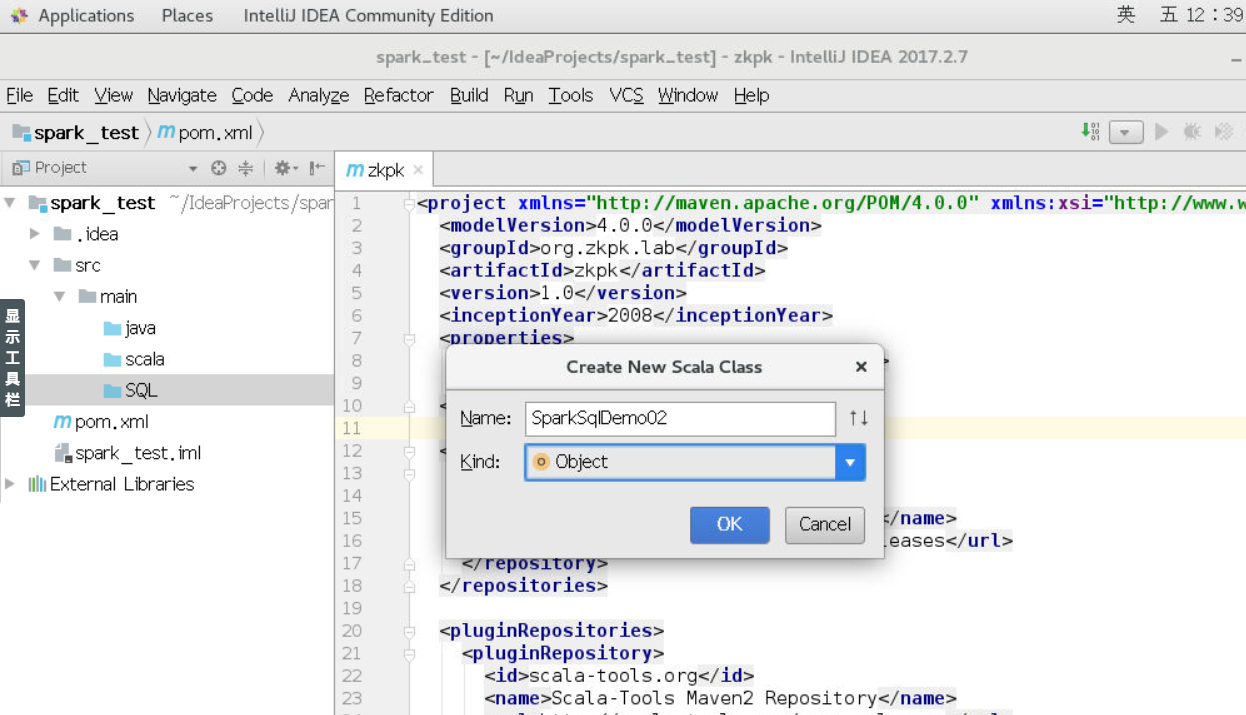 Applications Places IntelliJ IDEA Community Edition 英 五 12：39
spark_test - [~/IdeaProjects/spark_test] - zkpk - IntelliJ IDEA 2017.2.7
File Edit View Navigate Code Analyze Refactor Build Run Tools VCS Window Help
spark_test m pom.xml
Project
m zkpk
spark_test ~/IdeaProjects/spar
.idea
src
main
java
scala
SQL
m pom.xml
spark_test.iml
External Libraries
显示工具栏
1 <project xmlns="http://maven.apache.org/POM/4.0.0" xmlns:xsi="http://www.w
2 <modelVersion>4.0.0</modelVersion>
3 <groupId>org.zkpk.lab</groupId>
4 <artifactId>zkpk</artifactId>
5 <version>1.0</version>
6 <inceptionYear>2008</inceptionYear>
7 <properties>
8 >
9
10 <
11
12 <
13
14
15 </name>
16 eases</url>
17 </repository>
18 </repositories>
19
20 <pluginRepositories>
21 <pluginRepository>
22 <id>scala-tools.org</id>
23 <name>Scala-Tools Maven2 Repository</name>
Create New Scala Class
Name: SparkSqlDemo02
Kind: Object
OK Cancel